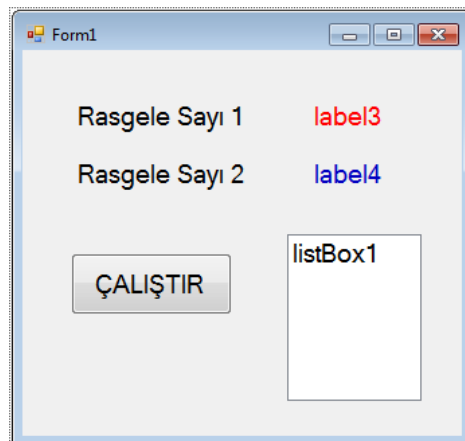 Form1
Rasgele Sayı 1 label3
Rasgele Sayı 2 label4
ÇALIŞTIR
listBox1